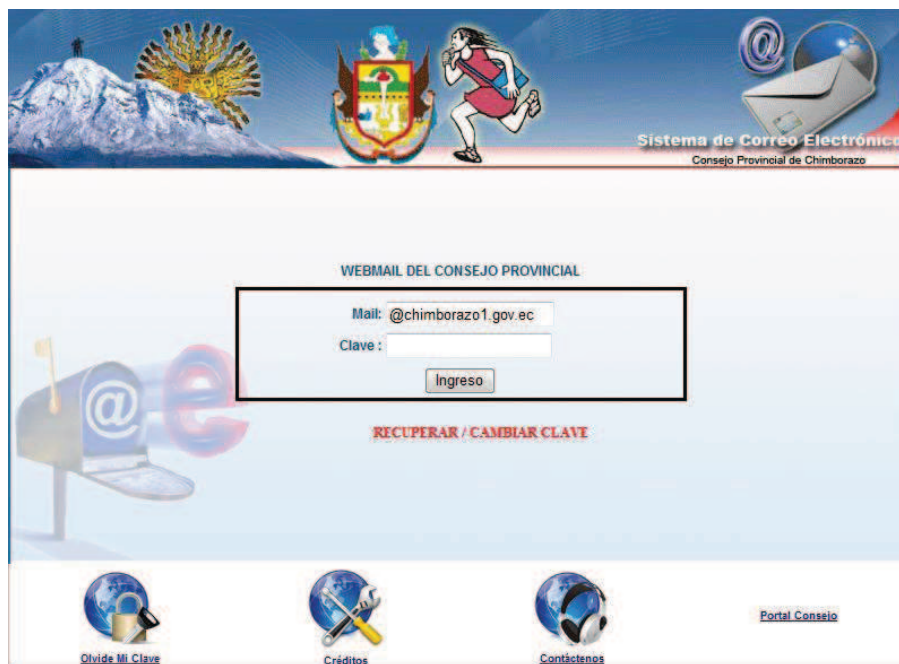 Sistema de Correo Electrónico
Consejo Provincial de Chimborazo
WEBMAIL DEL CONSEJO PROVINCIAL
Mail: @chimborazo1.gov.ec
Clave :
Ingreso
RECUPERAR / CAMBIAR CLAVE
Olvide Mi Clave
Créditos
Contáctenos
Portal Consejo